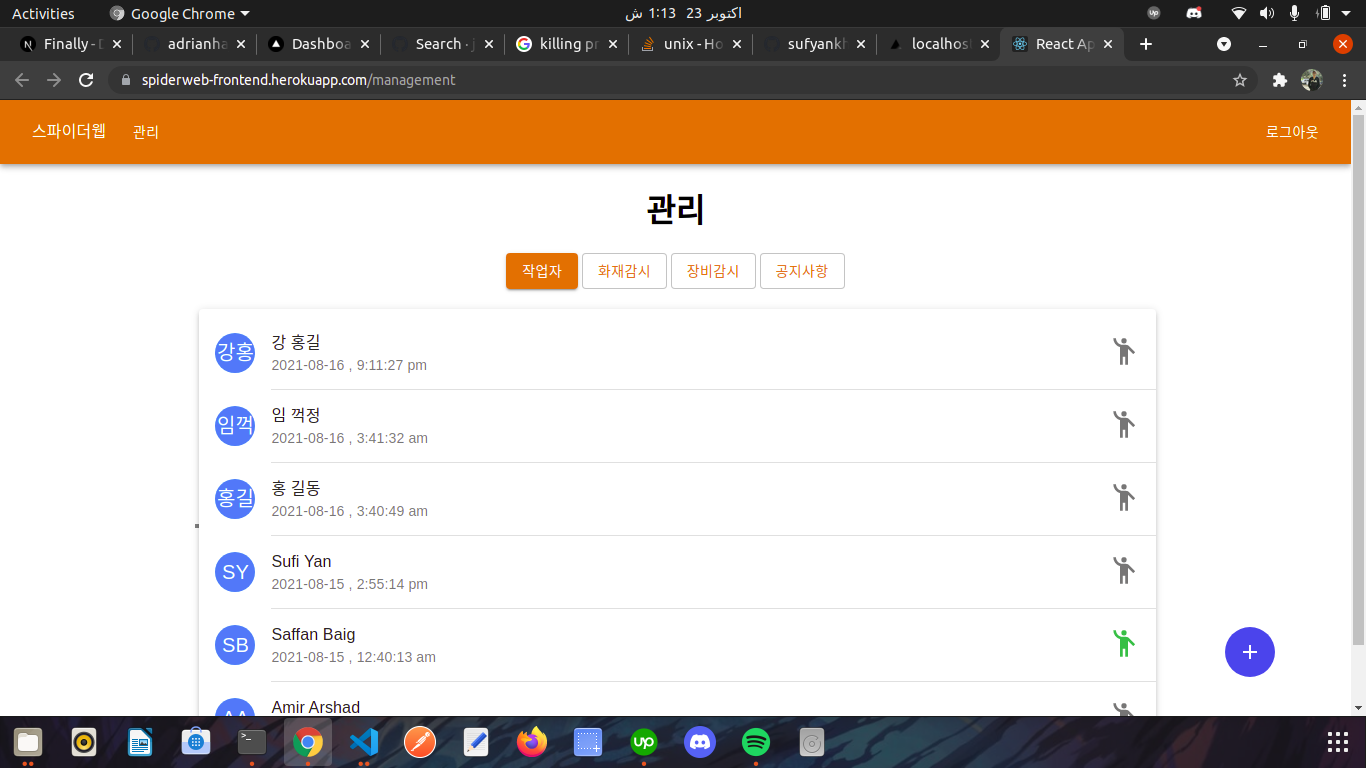 Activities
Google Chrome
اکتوبر 23  1:13 ش
up
Finally - D
adrianha
Dashboa
Search · j
killing pr
unix - Ho
sufyankh
localhost
React Ap
spiderweb-frontend.herokuapp.com/management
스파이더웹
관리
로그아웃
관리
작업자
화재감시
장비감시
공지사항
강홍
강 홍길
2021-08-16 , 9:11:27 pm
임꺽
임 꺽정
2021-08-16 , 3:41:32 am
홍길
홍 길동
2021-08-16 , 3:40:49 am
SY
Sufi Yan
2021-08-15 , 2:55:14 pm
SB
Saffan Baig
2021-08-15 , 12:40:13 am
AA
Amir Arshad
up